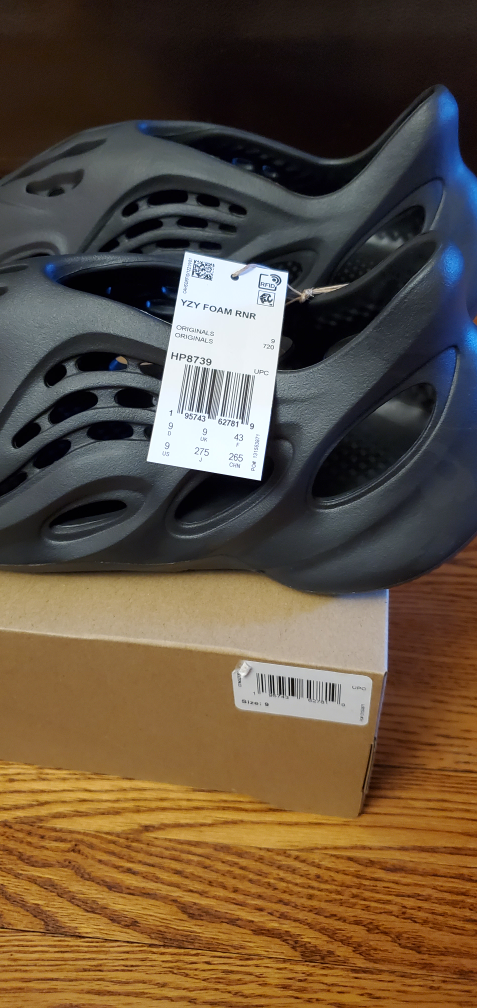 RFID
YZY FOAM RNR
ORIGINALS 9
ORIGINALS 720
HP8739
UPC
1 95743 62781 9
9 9 43
D UK F
9 275 265
US J CHN
UPC
Size: 9